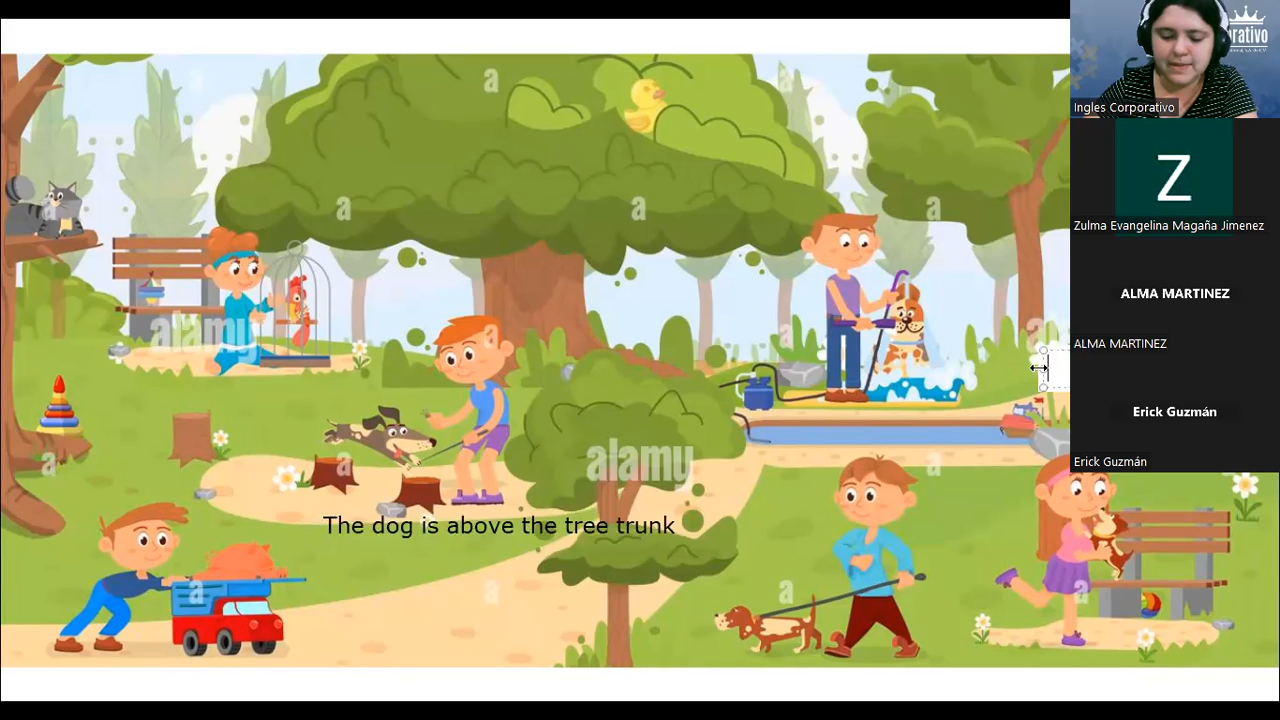 rativo
Ingles Corporativo
Z
Zulma Evangelina Magaña Jimenez
ALMA MARTINEZ
ALMA MARTINEZ
Erick Guzmán
Erick Guzmán
The dog is above the tree trunk
a
a
a
a
alamy
a
a
a
a
alamy
a
a
a
a
a